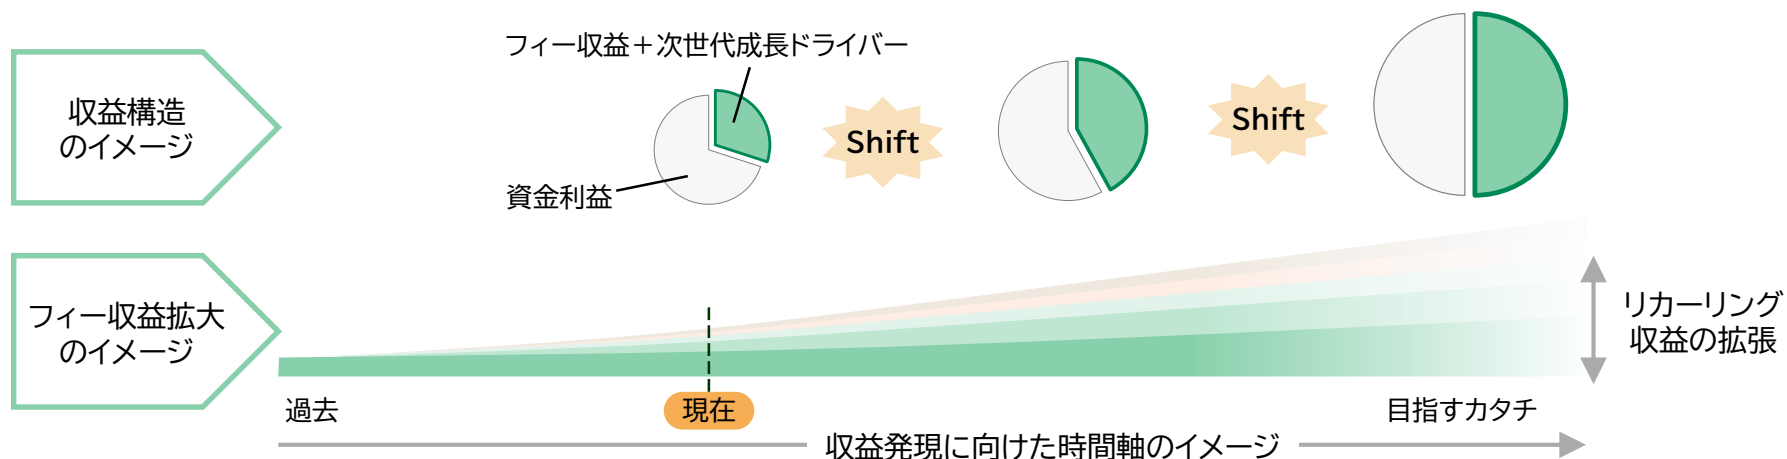 収益構造
のイメージ
フィー収益＋次世代成長ドライバー
資金利益
Shift
Shift
フィー収益拡大
のイメージ
リカーリング
収益の拡張
過去
現在
目指すカタチ
収益発現に向けた時間軸のイメージ